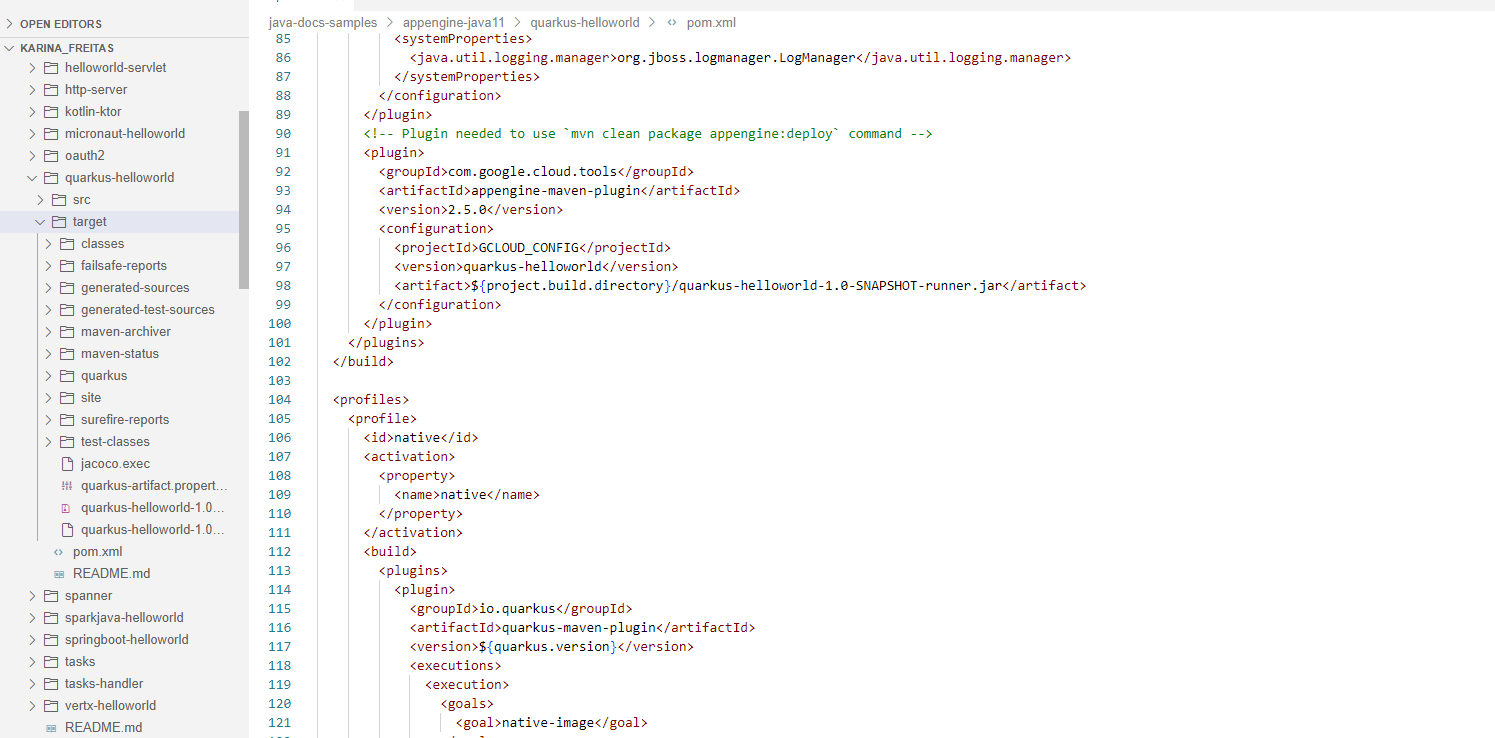 OPEN EDITORS
KARINA_FREITAS
helloworld-servlet
http-server
kotlin-ktor
micronaut-helloworld
oauth2
quarkus-helloworld
src
target
classes
failsafe-reports
generated-sources
generated-test-sources
maven-archiver
maven-status
quarkus
site
surefire-reports
test-classes
jacoco.exec
quarkus-artifact.propert...
quarkus-helloworld-1.0...
quarkus-helloworld-1.0...
pom.xml
README.md
spanner
sparkjava-helloworld
springboot-helloworld
tasks
tasks-handler
vertx-helloworld
README.md
java-docs-samples > appengine-java11 > quarkus-helloworld > <> pom.xml
85 <systemProperties>
86 <java.util.logging.manager>org.jboss.logmanager.LogManager</java.util.logging.manager>
87 </systemProperties>
88 </configuration>
89 </plugin>
90 <!-- Plugin needed to use `mvn clean package appengine:deploy` command -->
91 <plugin>
92 <groupId>com.google.cloud.tools</groupId>
93 <artifactId>appengine-maven-plugin</artifactId>
94 <version>2.5.0</version>
95 <configuration>
96 <projectId>GCLOUD_CONFIG</projectId>
97 <version>quarkus-helloworld</version>
98 <artifact>${project.build.directory}/quarkus-helloworld-1.0-SNAPSHOT-runner.jar</artifact>
99 </configuration>
100 </plugin>
101 </plugins>
102 </build>
103
104 <profiles>
105 <profile>
106 <id>native</id>
107 <activation>
108 <property>
109 <name>native</name>
110 </property>
111 </activation>
112 <build>
113 <plugins>
114 <plugin>
115 <groupId>io.quarkus</groupId>
116 <artifactId>quarkus-maven-plugin</artifactId>
117 <version>${quarkus.version}</version>
118 <executions>
119 <execution>
120 <goals>
121 <goal>native-image</goal>